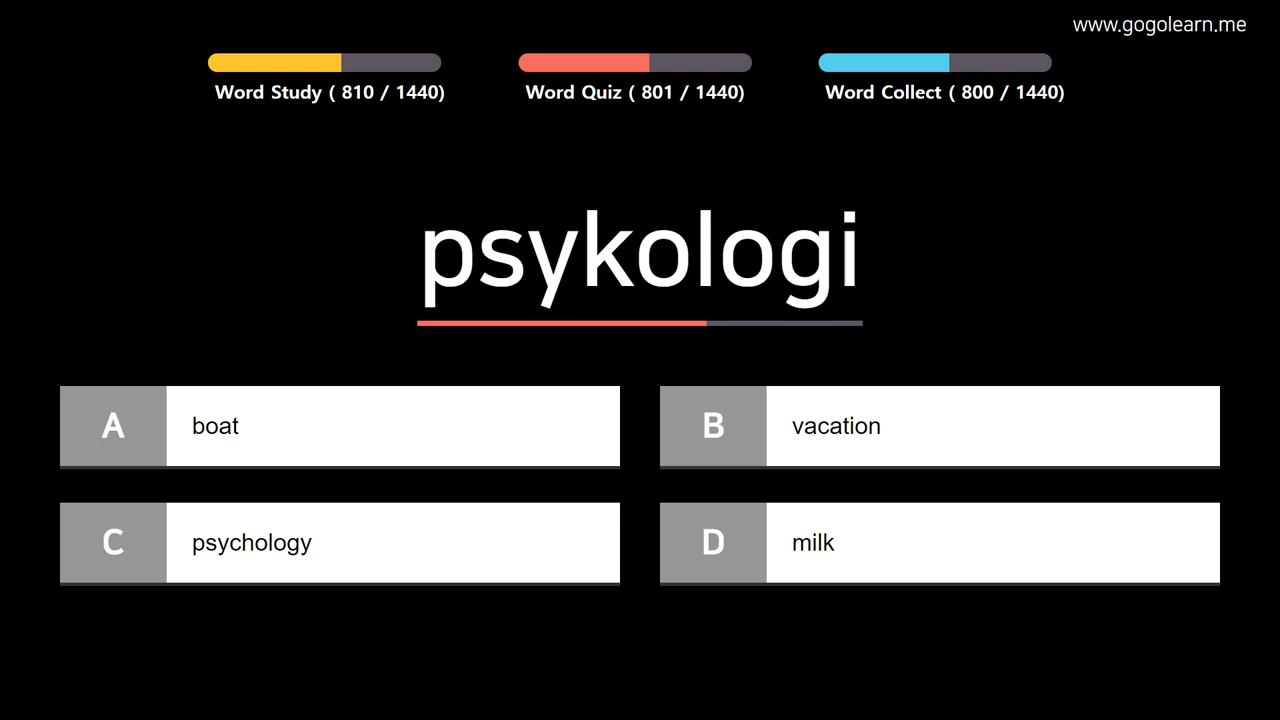 www.gogolearn.me
Word Study ( 810 / 1440)
Word Quiz ( 801 / 1440)
Word Collect ( 800 / 1440)
psykologi
A boat
B vacation
C psychology
D milk